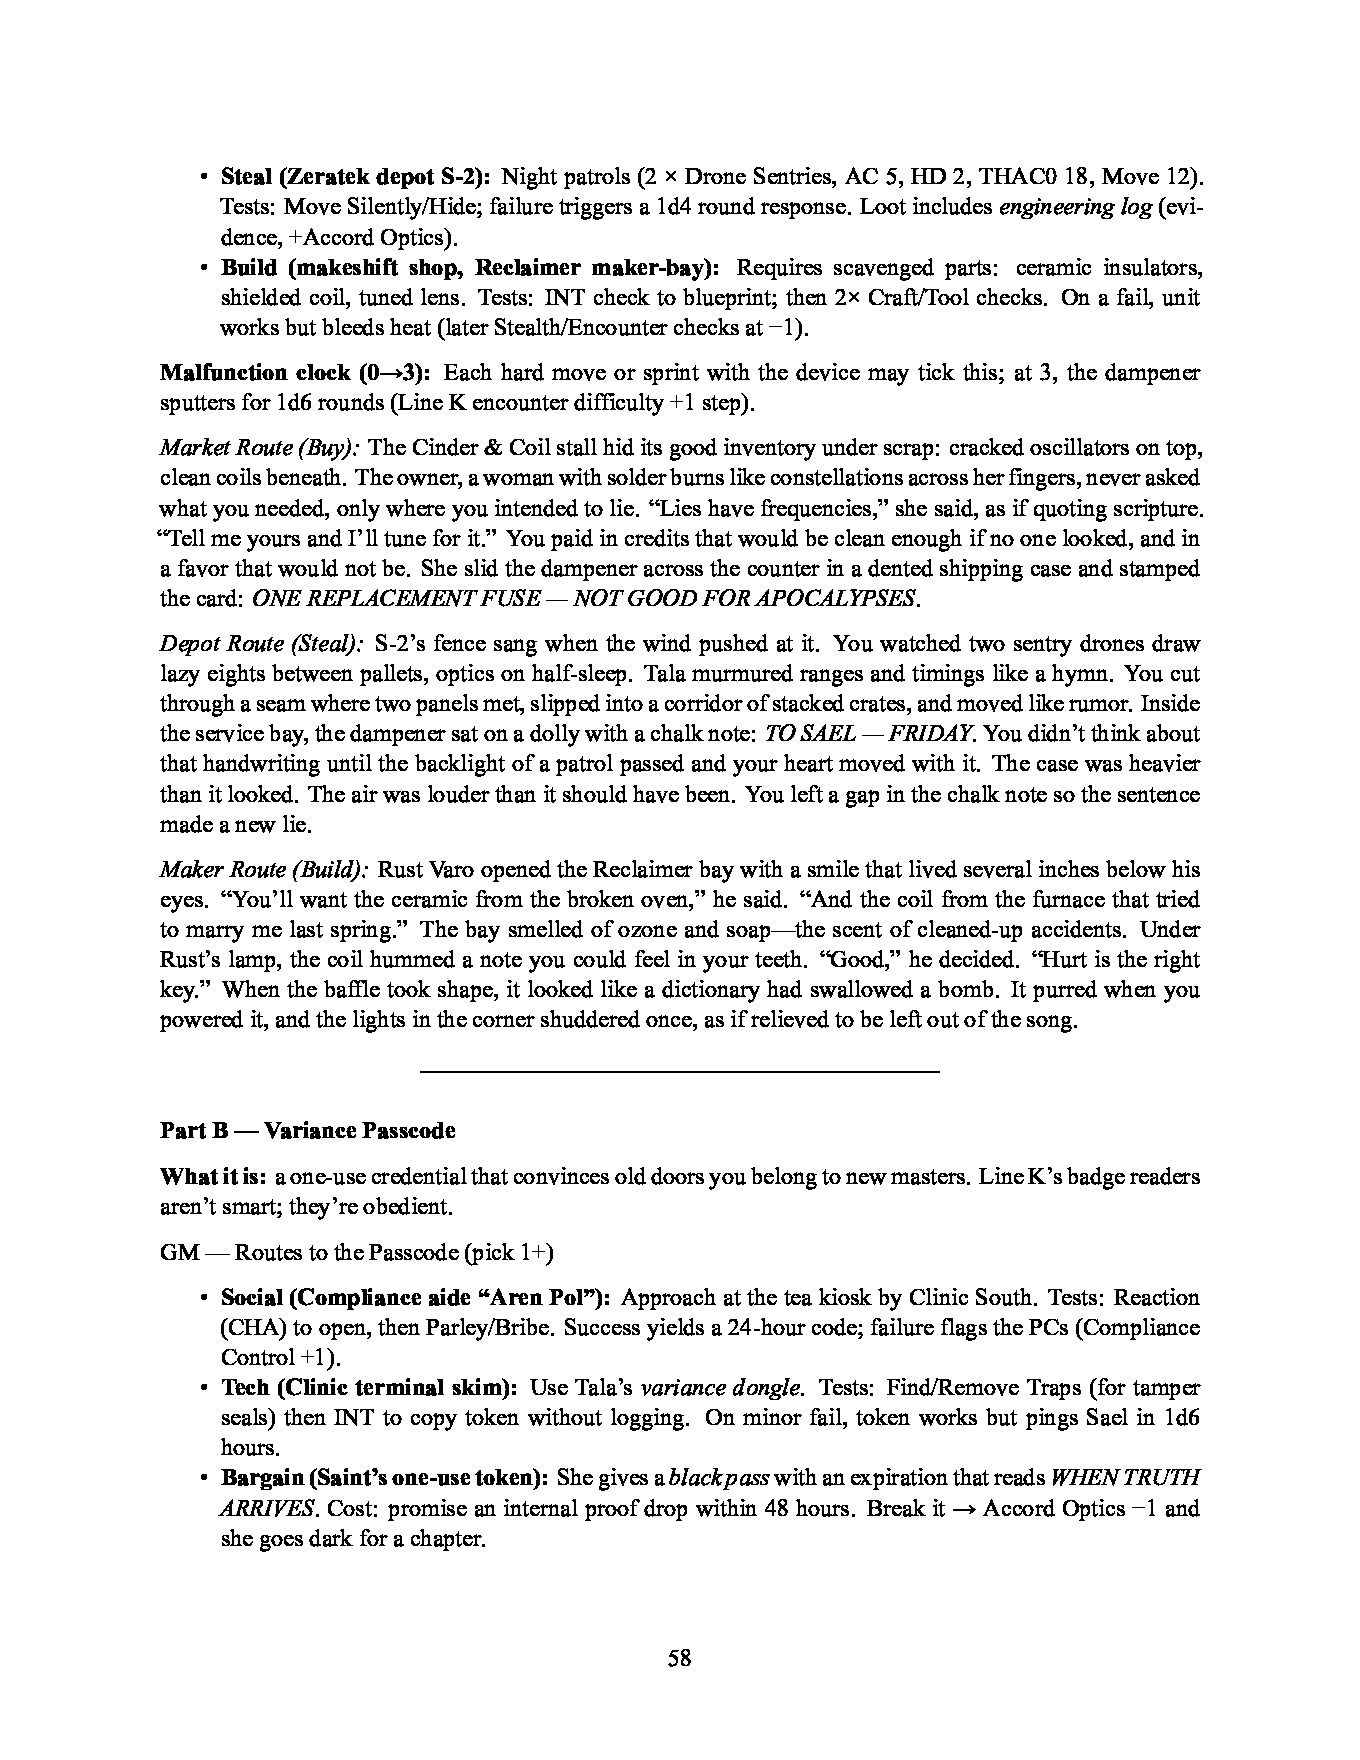 • Steal (Zeratek depot S-2): Night patrols (2 × Drone Sentries, AC 5, HD 2, THAC0 18, Move 12).
Tests: Move Silently/Hide; failure triggers a 1d4 round response. Loot includes engineering log (evi-
dence, +Accord Optics).
• Build (makeshift shop, Reclaimer maker-bay): Requires scavenged parts: ceramic insulators,
shielded coil, tuned lens. Tests: INT check to blueprint; then 2× Craft/Tool checks. On a fail, unit
works but bleeds heat (later Stealth/Encounter checks at −1).
Malfunction clock (0→3): Each hard move or sprint with the device may tick this; at 3, the dampener
sputters for 1d6 rounds (Line K encounter difficulty +1 step).
Market Route (Buy): The Cinder & Coil stall hid its good inventory under scrap: cracked oscillators on top,
clean coils beneath. The owner, a woman with solder burns like constellations across her fingers, never asked
what you needed, only where you intended to lie. “Lies have frequencies,” she said, as if quoting scripture.
“Tell me yours and I’ll tune for it.” You paid in credits that would be clean enough if no one looked, and in
a favor that would not be. She slid the dampener across the counter in a dented shipping case and stamped
the card: ONE REPLACEMENT FUSE — NOT GOOD FOR APOCALYPSES.
Depot Route (Steal): S-2’s fence sang when the wind pushed at it. You watched two sentry drones draw
lazy eights between pallets, optics on half-sleep. Tala murmured ranges and timings like a hymn. You cut
through a seam where two panels met, slipped into a corridor of stacked crates, and moved like rumor. Inside
the service bay, the dampener sat on a dolly with a chalk note: TO SAEL — FRIDAY. You didn’t think about
that handwriting until the backlight of a patrol passed and your heart moved with it. The case was heavier
than it looked. The air was louder than it should have been. You left a gap in the chalk note so the sentence
made a new lie.
Maker Route (Build): Rust Varo opened the Reclaimer bay with a smile that lived several inches below his
eyes. “You’ll want the ceramic from the broken oven,” he said. “And the coil from the furnace that tried
to marry me last spring.” The bay smelled of ozone and soap—the scent of cleaned-up accidents. Under
Rust’s lamp, the coil hummed a note you could feel in your teeth. “Good,” he decided. “Hurt is the right
key.” When the baffle took shape, it looked like a dictionary had swallowed a bomb. It purred when you
powered it, and the lights in the corner shuddered once, as if relieved to be left out of the song.
Part B — Variance Passcode
What it is: a one-use credential that convinces old doors you belong to new masters. Line K’s badge readers
aren’t smart; they’re obedient.
GM — Routes to the Passcode (pick 1+)
• Social (Compliance aide “Aren Pol”): Approach at the tea kiosk by Clinic South. Tests: Reaction
(CHA) to open, then Parley/Bribe. Success yields a 24-hour code; failure flags the PCs (Compliance
Control +1).
• Tech (Clinic terminal skim): Use Tala’s variance dongle. Tests: Find/Remove Traps (for tamper
seals) then INT to copy token without logging. On minor fail, token works but pings Sael in 1d6
hours.
• Bargain (Saint’s one-use token): She gives a blackpass with an expiration that reads WHEN TRUTH
ARRIVES. Cost: promise an internal proof drop within 48 hours. Break it → Accord Optics −1 and
she goes dark for a chapter.
58